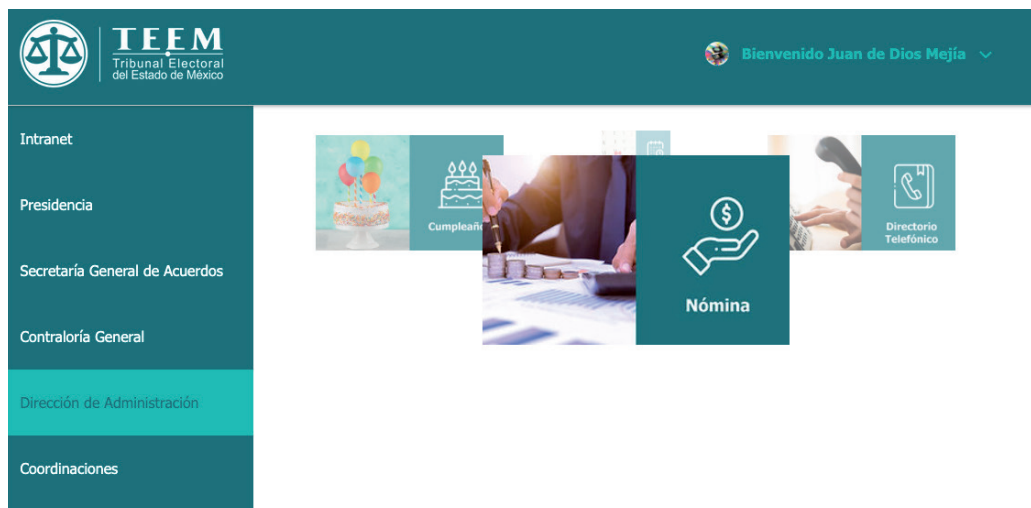 TEEM
Tribunal Electoral
del Estado de México
Bienvenido Juan de Dios Mejía
Intranet
Presidencia
Secretaría General de Acuerdos
Contraloría General
Dirección de Administración
Coordinaciones
Nómina
Directorio
Telefónico